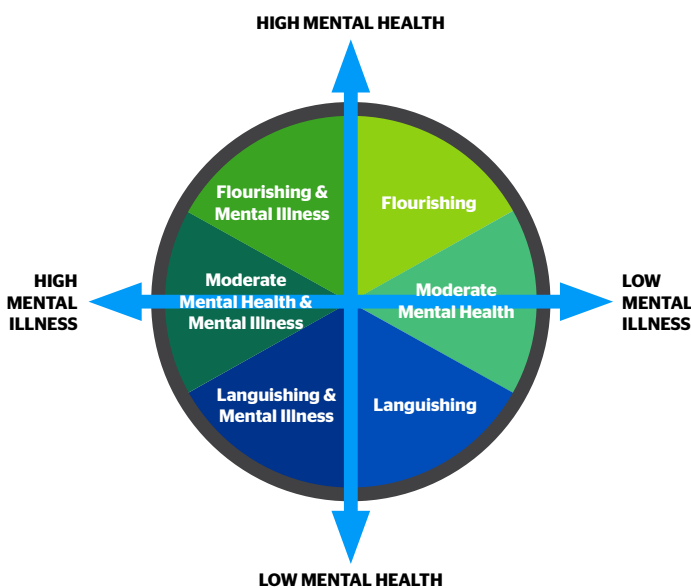 HIGH MENTAL HEALTH
Flourishing &
Mental Illness
Flourishing
HIGH
MENTAL
ILLNESS
Moderate
Mental Health &
Mental Illness
Moderate
Mental Health
LOW
MENTAL
ILLNESS
Languishing &
Mental Illness
Languishing
LOW MENTAL HEALTH